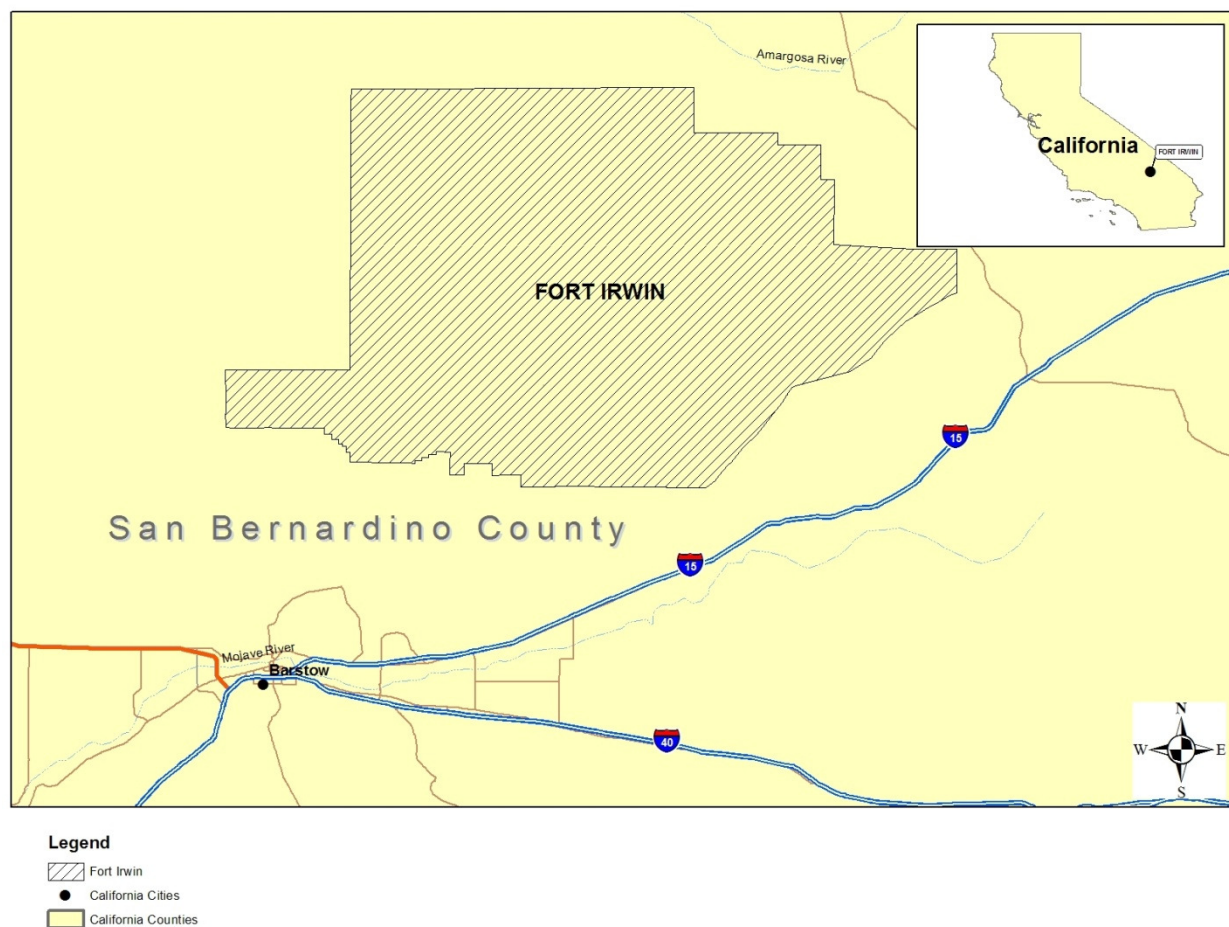 Amargosa River
California
FORT IRWIN
FORT IRWIN
15
San Bernardino County
15
Mojave River
Barstow
40
N
W E
S
Legend
Fort Irwin
California Cities
California Counties